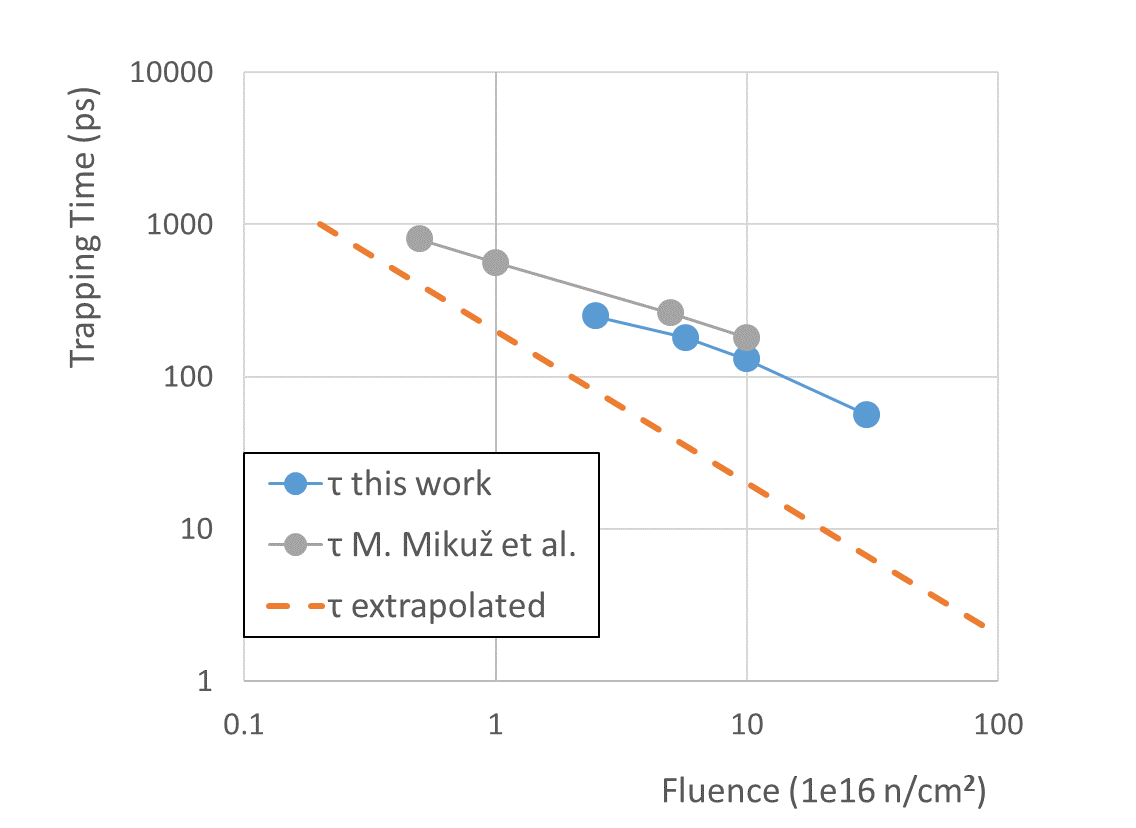 10000
1000
100
10
1
Trapping Time (ps)
τ this work
τ M. Mikuž et al.
τ extrapolated
0.1 1 10 100
Fluence (1e16 n/cm²)